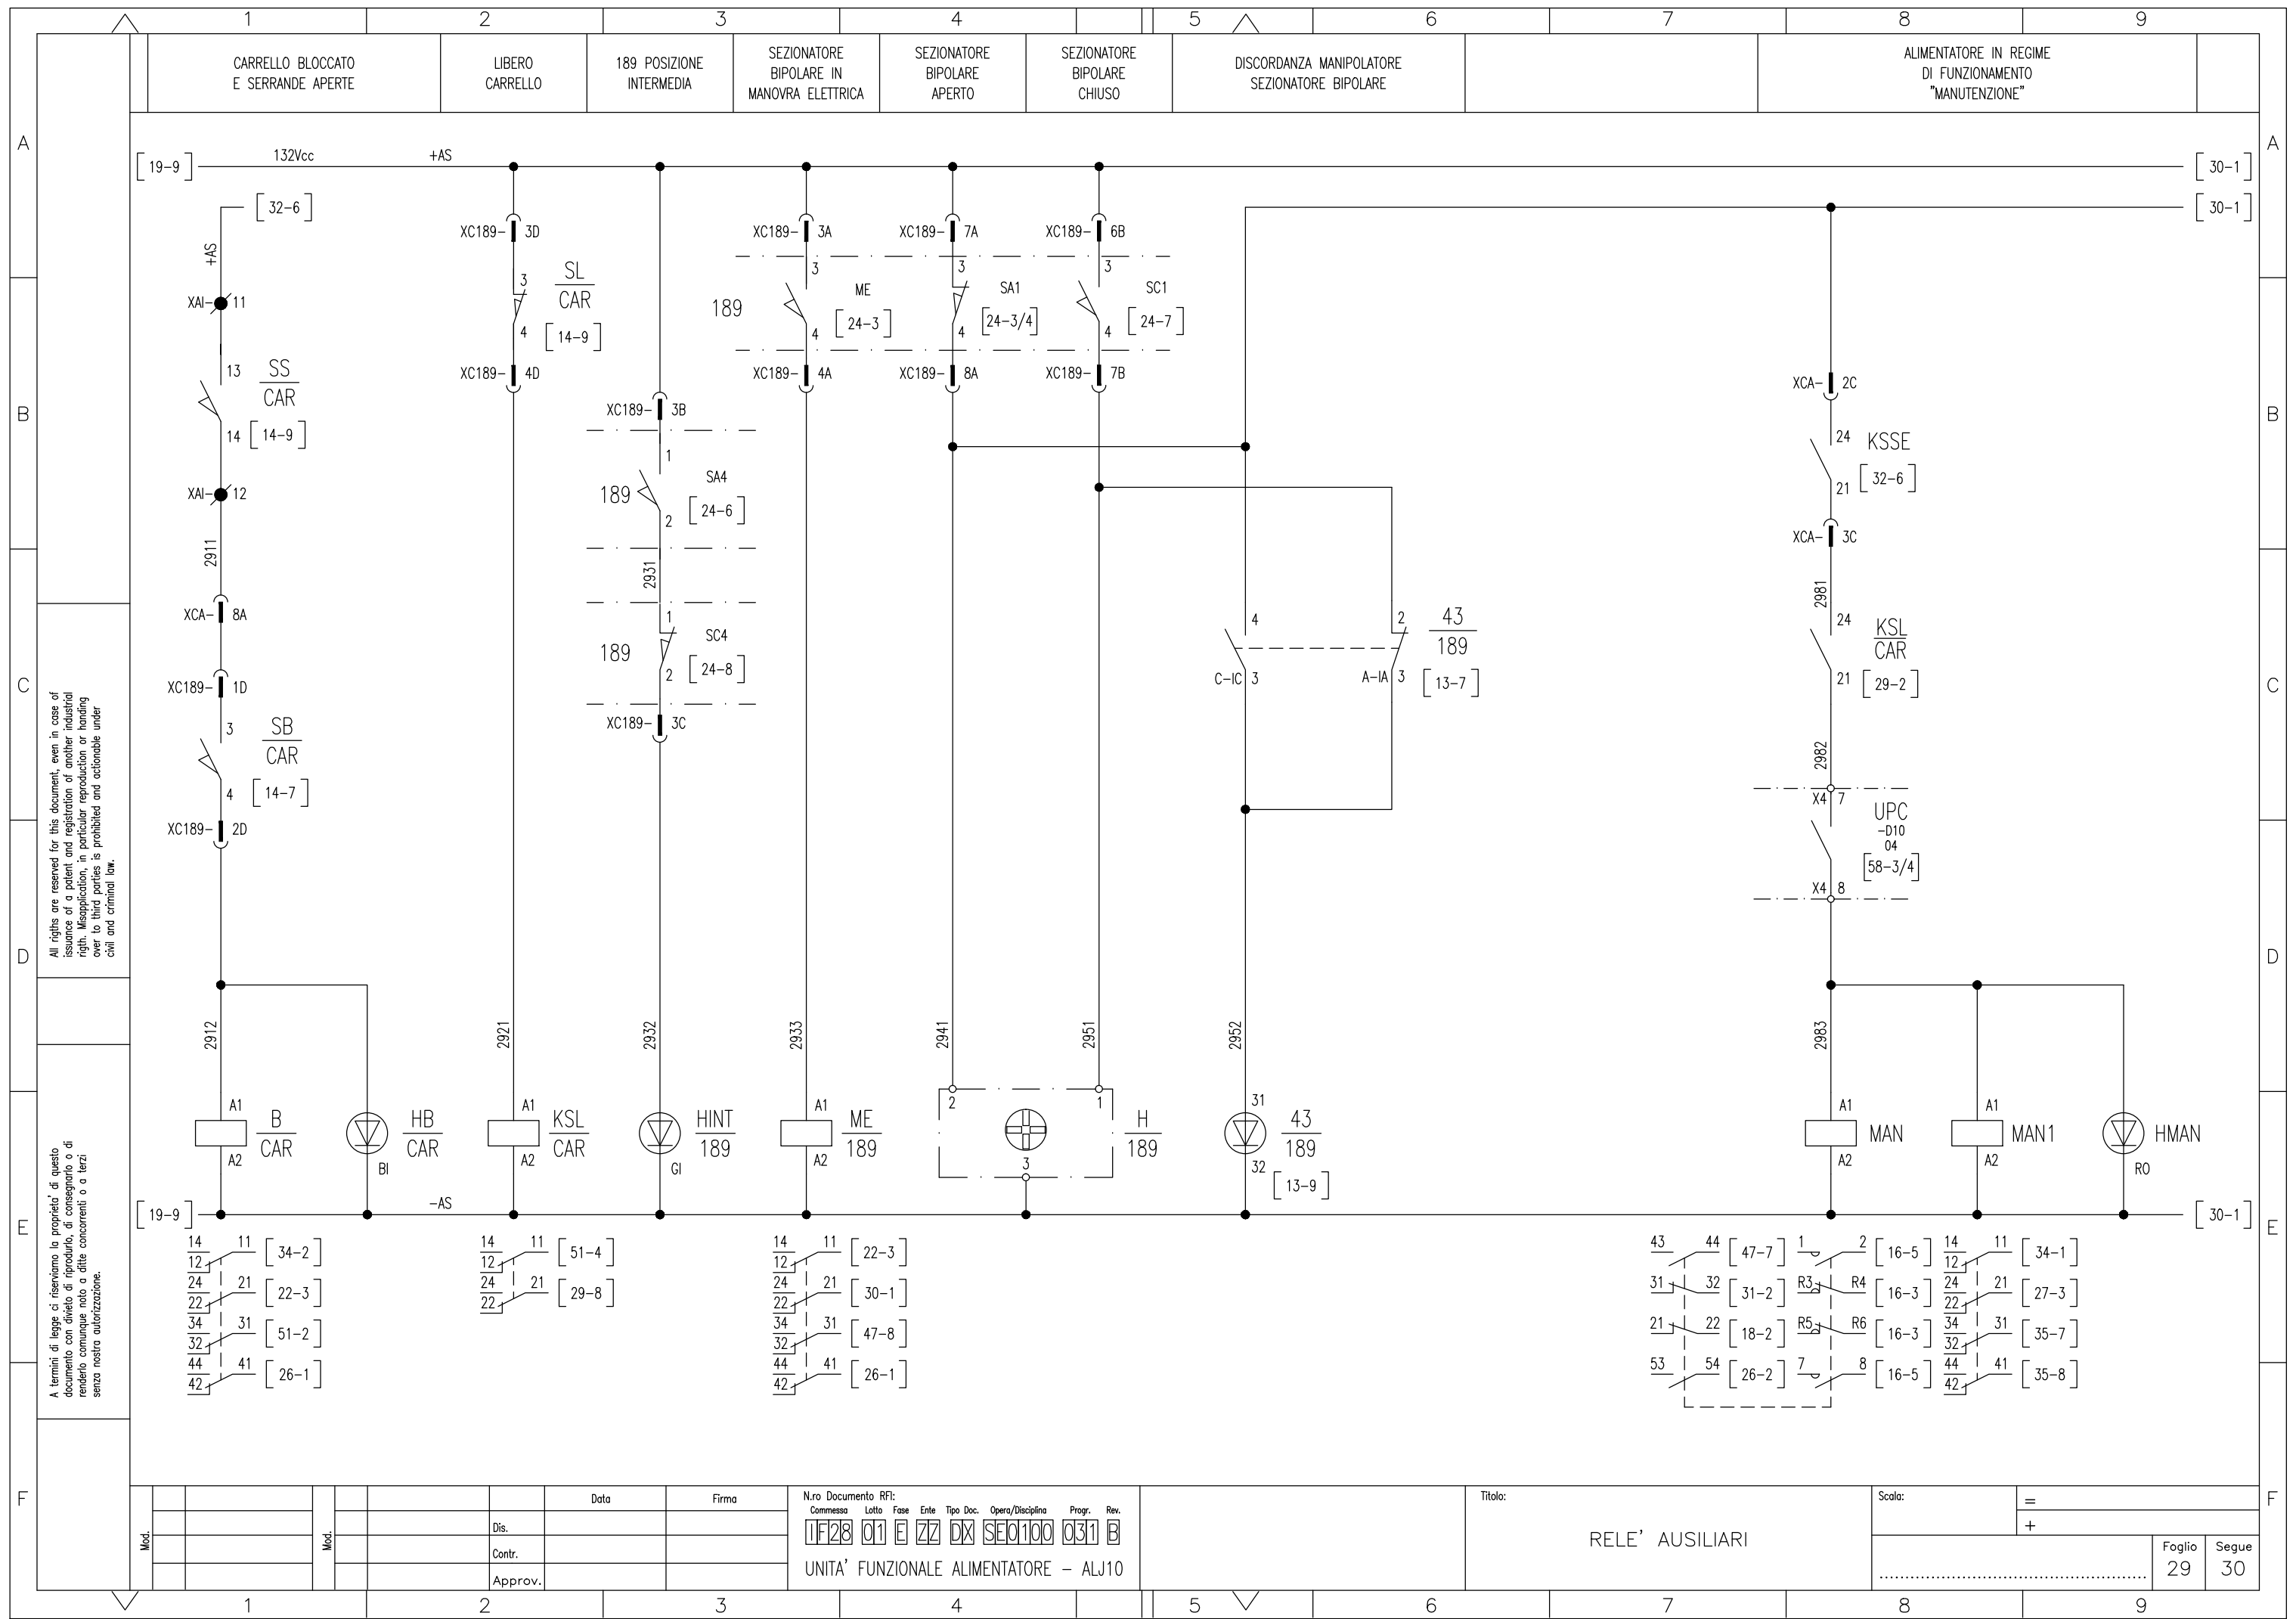 1 2 3 4 5 6 7 8 9
CARRELLO BLOCCATO
E SERRANDE APERTE
LIBERO
CARRELLO
189 POSIZIONE
INTERMEDIA
SEZIONATORE
BIPOLARE IN
MANOVRA ELETTRICA
SEZIONATORE
BIPOLARE
APERTO
SEZIONATORE
BIPOLARE
CHIUSO
DISCORDANZA MANIPOLATORE
SEZIONATORE BIPOLARE
ALIMENTATORE IN REGIME
DI FUNZIONAMENTO
"MANUTENZIONE"
A A
B B
C C
D D
E E
F F
[19-9] 132Vcc +AS [30-1]
[32-6] [30-1]
+AS
XAI- 11
13 SS
CAR
14 [14-9]
XAI- 12
2911
XCA- 8A
XC189- 1D
3 SB
CAR
4 [14-7]
XC189- 2D
2912
A1 B
A2 CAR
HB
CAR
BI
XC189- 3D
3 SL
CAR
4 [14-9]
XC189- 4D
2921
A1 KSL
A2 CAR
XC189- 3B
1
189 SA4
2 [24-6]
2931
1
189 SC4
2 [24-8]
XC189- 3C
2932
HINT
189
GI
XC189- 3A
3
189 ME
4 [24-3]
XC189- 4A
2933
A1 ME
A2 189
XC189- 7A
3
SA1
4 [24-3/4]
XC189- 8A
2941
XC189- 6B
3
SC1
4 [24-7]
XC189- 7B
2951
2 1 H
3 189
4 2 43
189
C-IC 3 A-IA 3 [13-7]
2952
31 43
189
32 [13-9]
XCA- 2C
24 KSSE
21 [32-6]
XCA- 3C
2981
24 KSL
CAR
21 [29-2]
2982
X4 7
UPC
-D10
04
[58-3/4]
X4 8
2983
A1 MAN
A2
A1 MAN1
A2
HMAN
RO
[19-9] -AS [30-1]
14 12 11 [34-2]
24 22 21 [22-3]
34 32 31 [51-2]
44 42 41 [26-1]
14 12 11 [51-4]
24 22 21 [29-8]
14 12 11 [22-3]
24 22 21 [30-1]
34 32 31 [47-8]
44 42 41 [26-1]
43 44 [47-7] 1 2 [16-5]
31 32 [31-2] R3 R4 [16-3]
21 22 [18-2] R5 R6 [16-3]
53 54 [26-2] 7 8 [16-5]
14 12 11 [34-1]
24 22 21 [27-3]
34 32 31 [35-7]
44 42 41 [35-8]
All rigths are reserved for this document, even in case of
issuance of a patent and registration of another industrial
rigth. Misapplication, in particular reproduction or handing
over to third parties is prohibited and actionable under
civil and criminal law.
A termini di legge ci riserviamo la proprieta' di questo
documento con divieto di riprodurlo, di consegnarlo o di
renderlo comunque noto a ditte concorrenti o a terzi
senza nostra autorizzazione.
Mod. Mod.
Data Firma
Dis.
Contr.
Approv.
N.ro Documento RFI:
Commessa Lotto Fase Ente Tipo Doc. Opera/Disciplina Progr. Rev.
IF28 01 E ZZ DX SE0100 031 B
UNITA' FUNZIONALE ALIMENTATORE - ALJ10
Titolo:
RELE' AUSILIARI
Scala:
=
+
Foglio
29
Segue
30
1 2 3 4 5 6 7 8 9